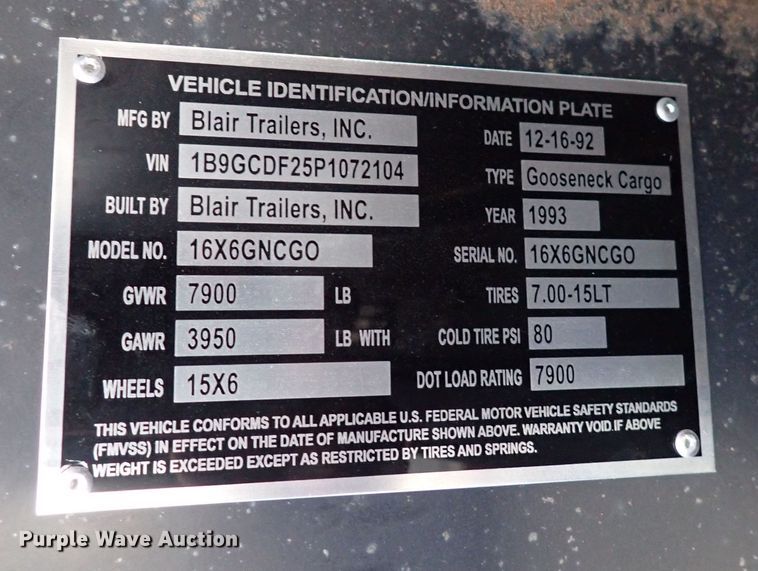 VEHICLE IDENTIFICATION/INFORMATION PLATE
MFG BY Blair Trailers, INC. DATE 12-16-92
VIN 1B9GCDF25P1072104 TYPE Gooseneck Cargo
BUILT BY Blair Trailers, INC. YEAR 1993
MODEL NO. 16X6GNCGO SERIAL NO. 16X6GNCGO
GVWR 7900 LB TIRES 7.00-15LT
GAWR 3950 LB WITH COLD TIRE PSI 80
WHEELS 15X6 DOT LOAD RATING 7900
THIS VEHICLE CONFORMS TO ALL APPLICABLE U.S. FEDERAL MOTOR VEHICLE SAFETY STANDARDS
(FMVSS) IN EFFECT ON THE DATE OF MANUFACTURE SHOWN ABOVE. WARRANTY VOID IF ABOVE
WEIGHT IS EXCEEDED EXCEPT AS RESTRICTED BY TIRES AND SPRINGS.
Purple Wave Auction